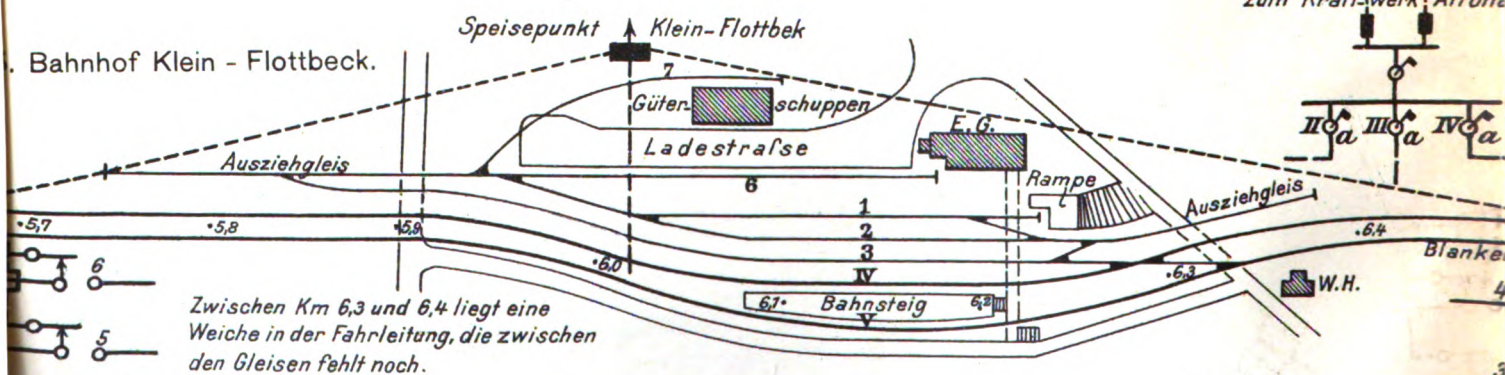 zum Kraftwerk Altona
Speisepunkt Klein-Flottbek
. Bahnhof Klein - Flottbeck.
7
Güter- schuppen
E. G.
II a III a IV a
Ladestraſse
Ausziehgleis
6
Rampe
Ausziehgleis
1
5,7
5,8
5,9
2
6,4
3
6,0
IV
6,3
Blanke
6
6,1
Bahnsteig
6,2
W.H.
4
V
Zwischen Km 6,3 und 6,4 liegt eine
Weiche in der Fahrleitung, die zwischen
den Gleisen fehlt noch.
5
3